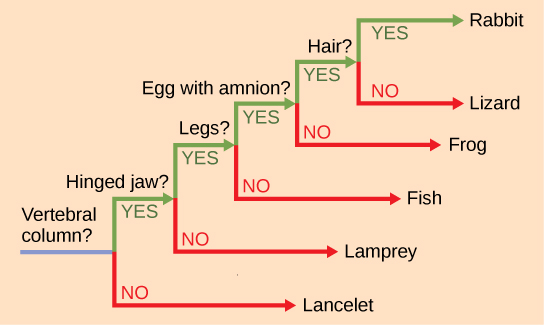 Rabbit
YES
Hair?
YES
NO
Lizard
Egg with amnion?
YES
NO
Frog
Legs?
YES
NO
Fish
Hinged jaw?
YES
NO
Lamprey
Vertebral
column?
NO
Lancelet